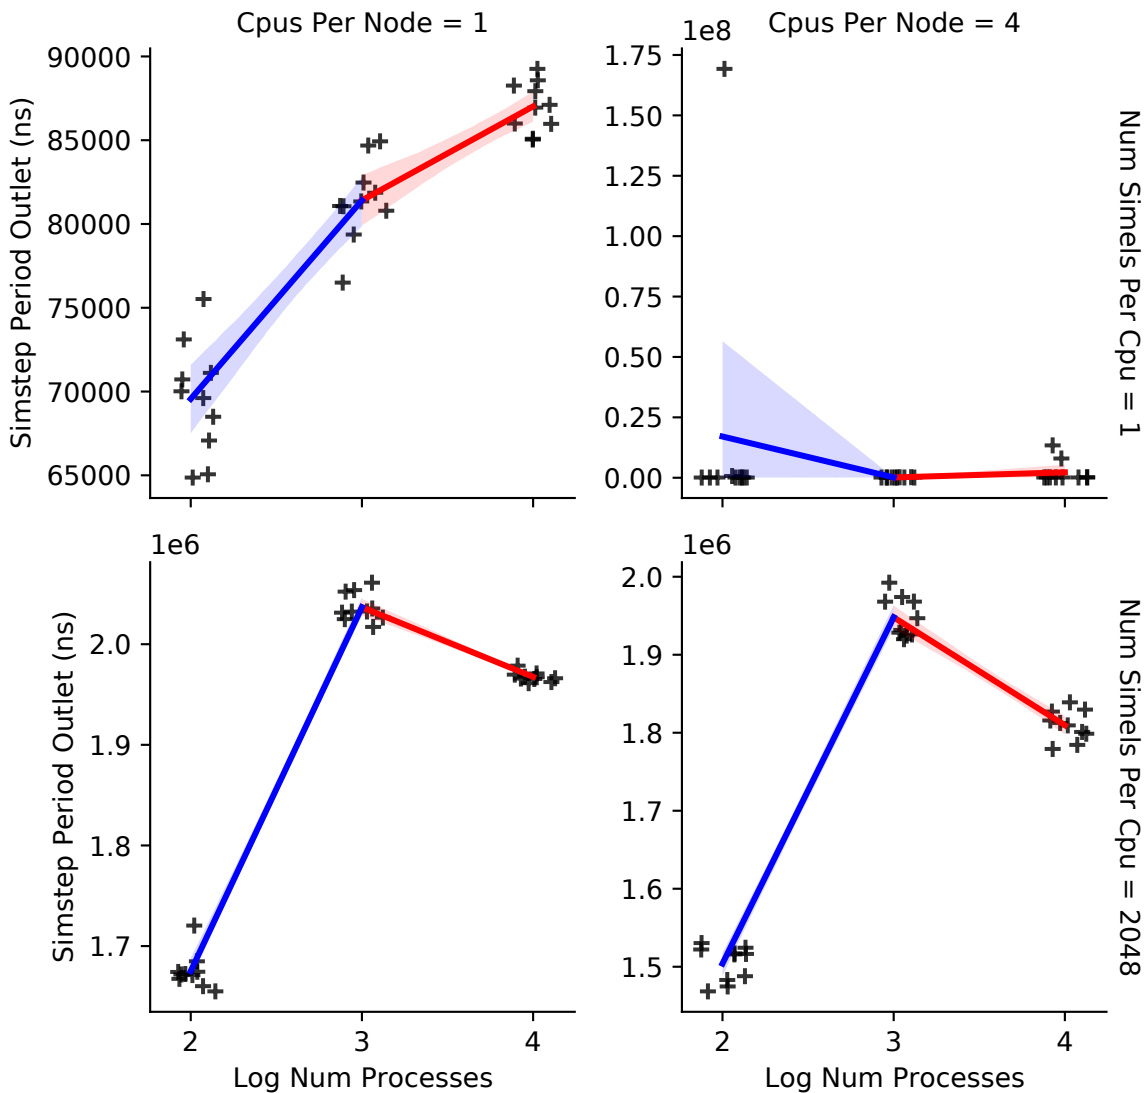 Cpus Per Node = 1
Cpus Per Node = 4
1e8
90000
85000
80000
75000
70000
65000
Simstep Period Outlet (ns)
1.75
1.50
1.25
1.00
0.75
0.50
0.25
0.00
Num Simels Per Cpu = 1
1e6
2.0
1.9
1.8
1.7
Simstep Period Outlet (ns)
2
3
4
Log Num Processes
1e6
2.0
1.9
1.8
1.7
1.6
1.5
2
3
4
Log Num Processes
Num Simels Per Cpu = 2048